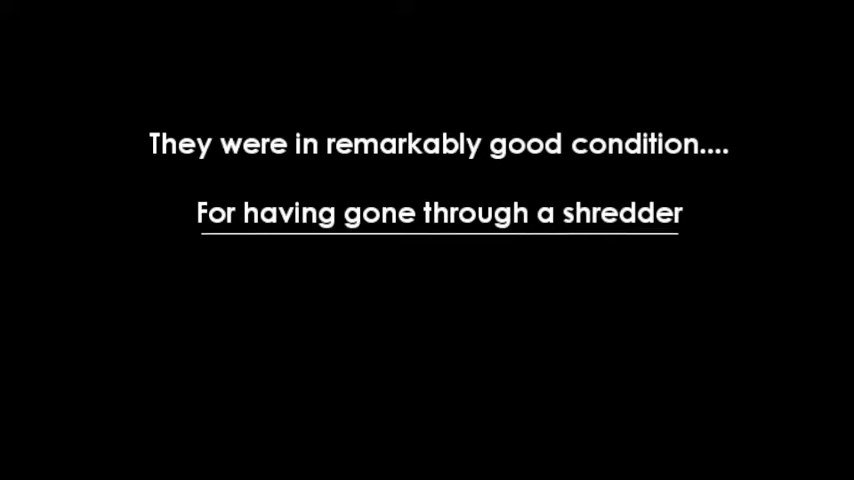 They were in remarkably good condition....
For having gone through a shredder